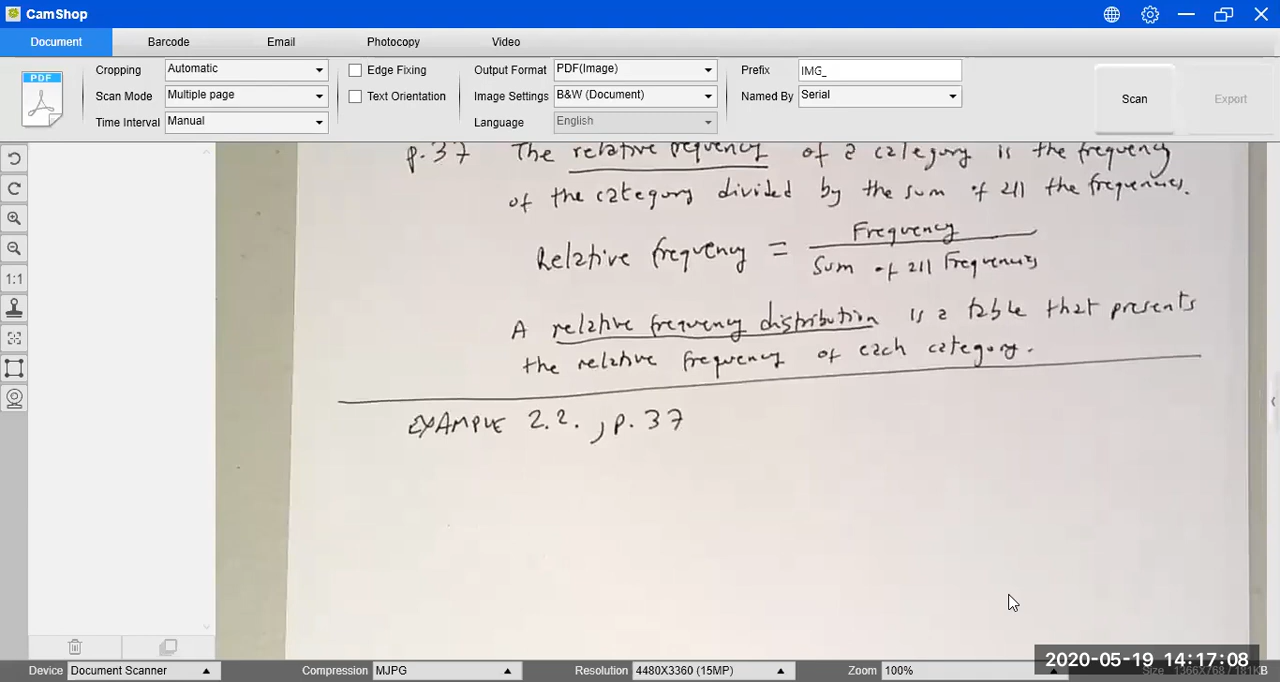 CamShop
Document Barcode Email Photocopy Video
PDF
Cropping Automatic
Scan Mode Multiple page
Time Interval Manual
Edge Fixing
Text Orientation
Output Format PDF(Image)
Image Settings B&W (Document)
Language English
Prefix IMG_
Named By Serial
Scan
Export
1:1
p.37 The relative frequency of a category is the frequency
of the category divided by the sum of all the frequencies.
Relative frequency = Frequency
Sum of all Frequencies
A relative frequency distribution is a table that presents
the relative frequency of each category.
EXAMPLE 2.2., p. 37
Device Document Scanner Compression MJPG Resolution 4480X3360 (15MP) Zoom 100%
2020-05-19 14:17:08